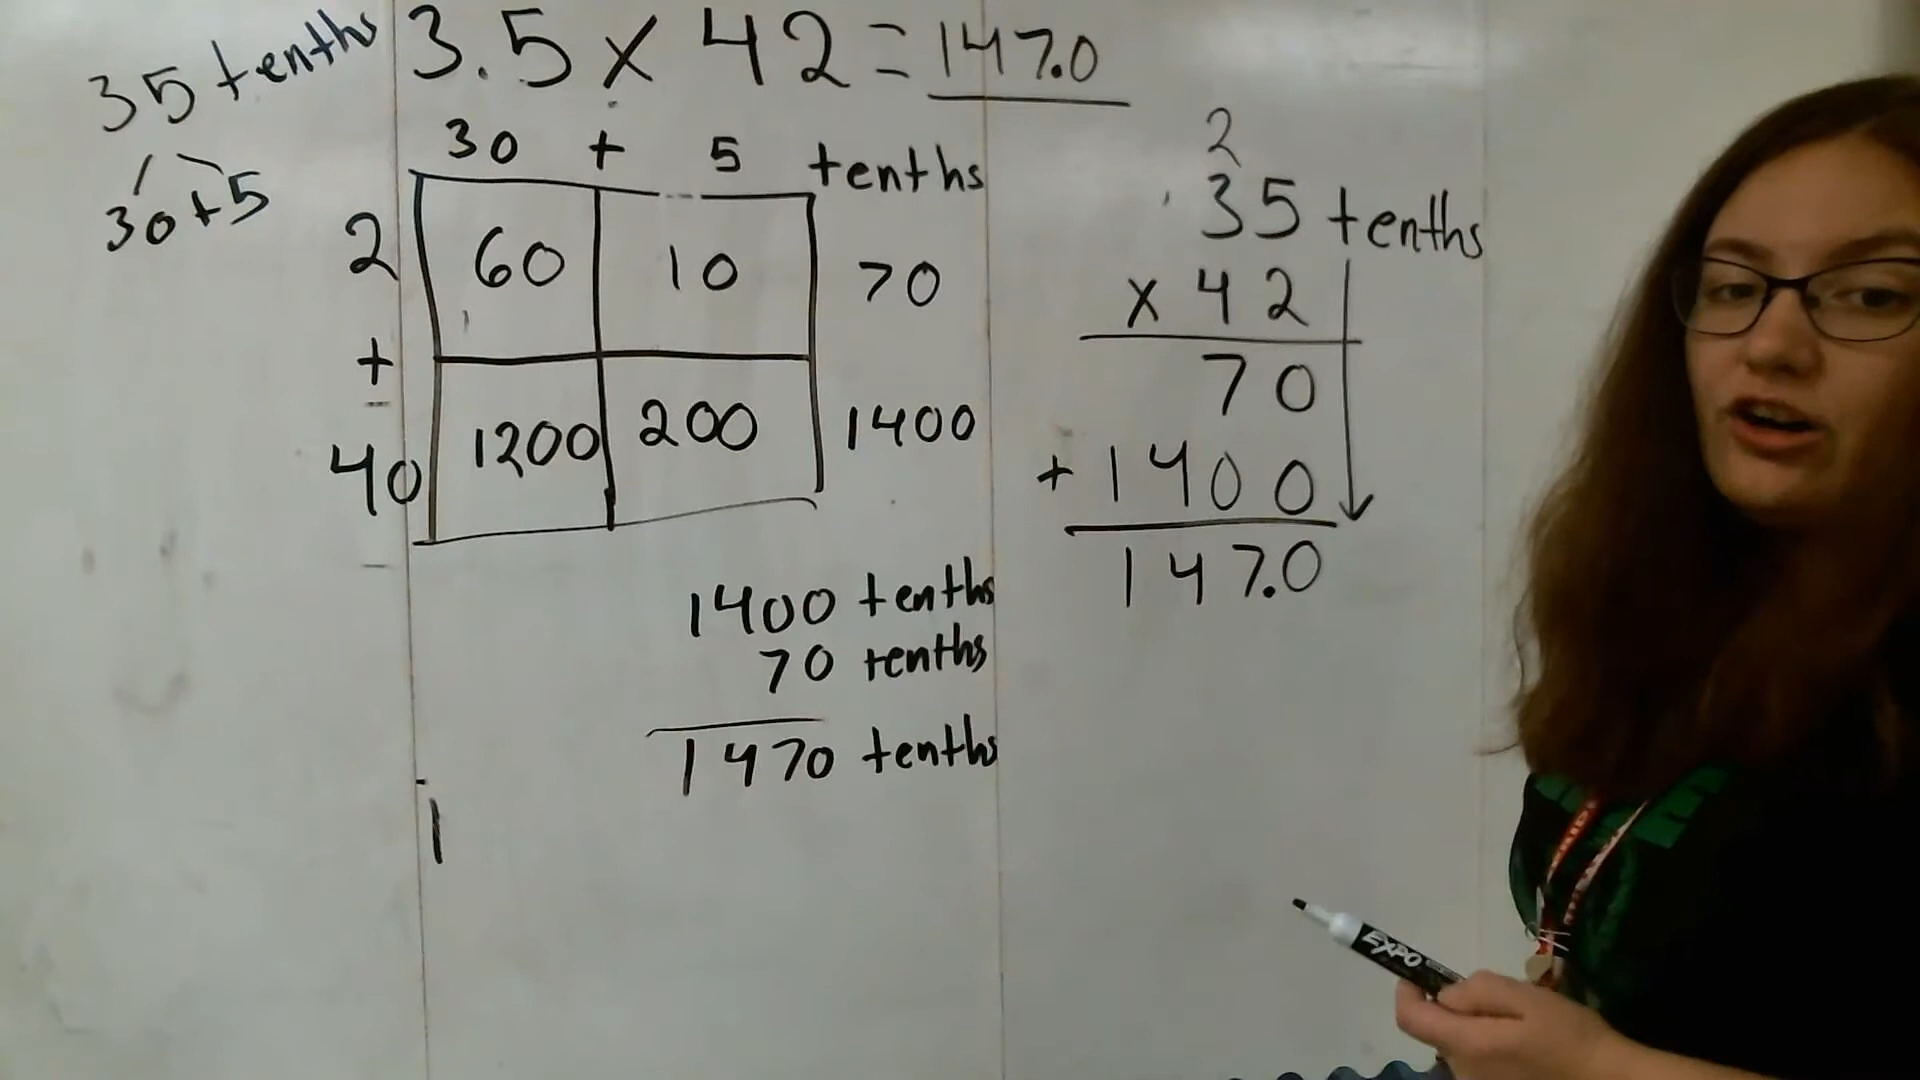 35 tenths
30+5
3.5 x 42 = 147.0
30 + 5 tenths
2 60 10 70
+
40 1200 200 1400
1400 tenths
70 tenths
1470 tenths
1
2
35 tenths
x 42
70
+ 1400
147.0
EXPO